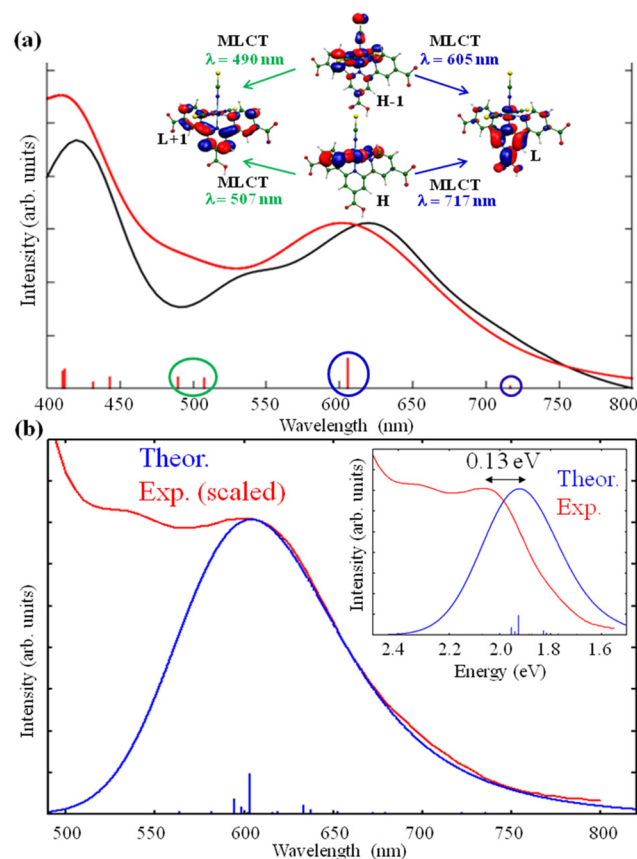 (a)
MLCT
λ = 490 nm
MLCT
λ = 605 nm
H-1
L+1
L
MLCT
λ = 507 nm
H
MLCT
λ = 717 nm
Intensity (arb. units)
400 450 500 550 600 650 700 750 800
Wavelength (nm)
(b)
Theor.
Exp. (scaled)
0.13 eV
Theor.
Exp.
Intensity (arb. units)
2.4 2.2 2.0 1.8 1.6
Energy (eV)
Intensity (arb. units)
500 550 600 650 700 750 800
Wavelength (nm)